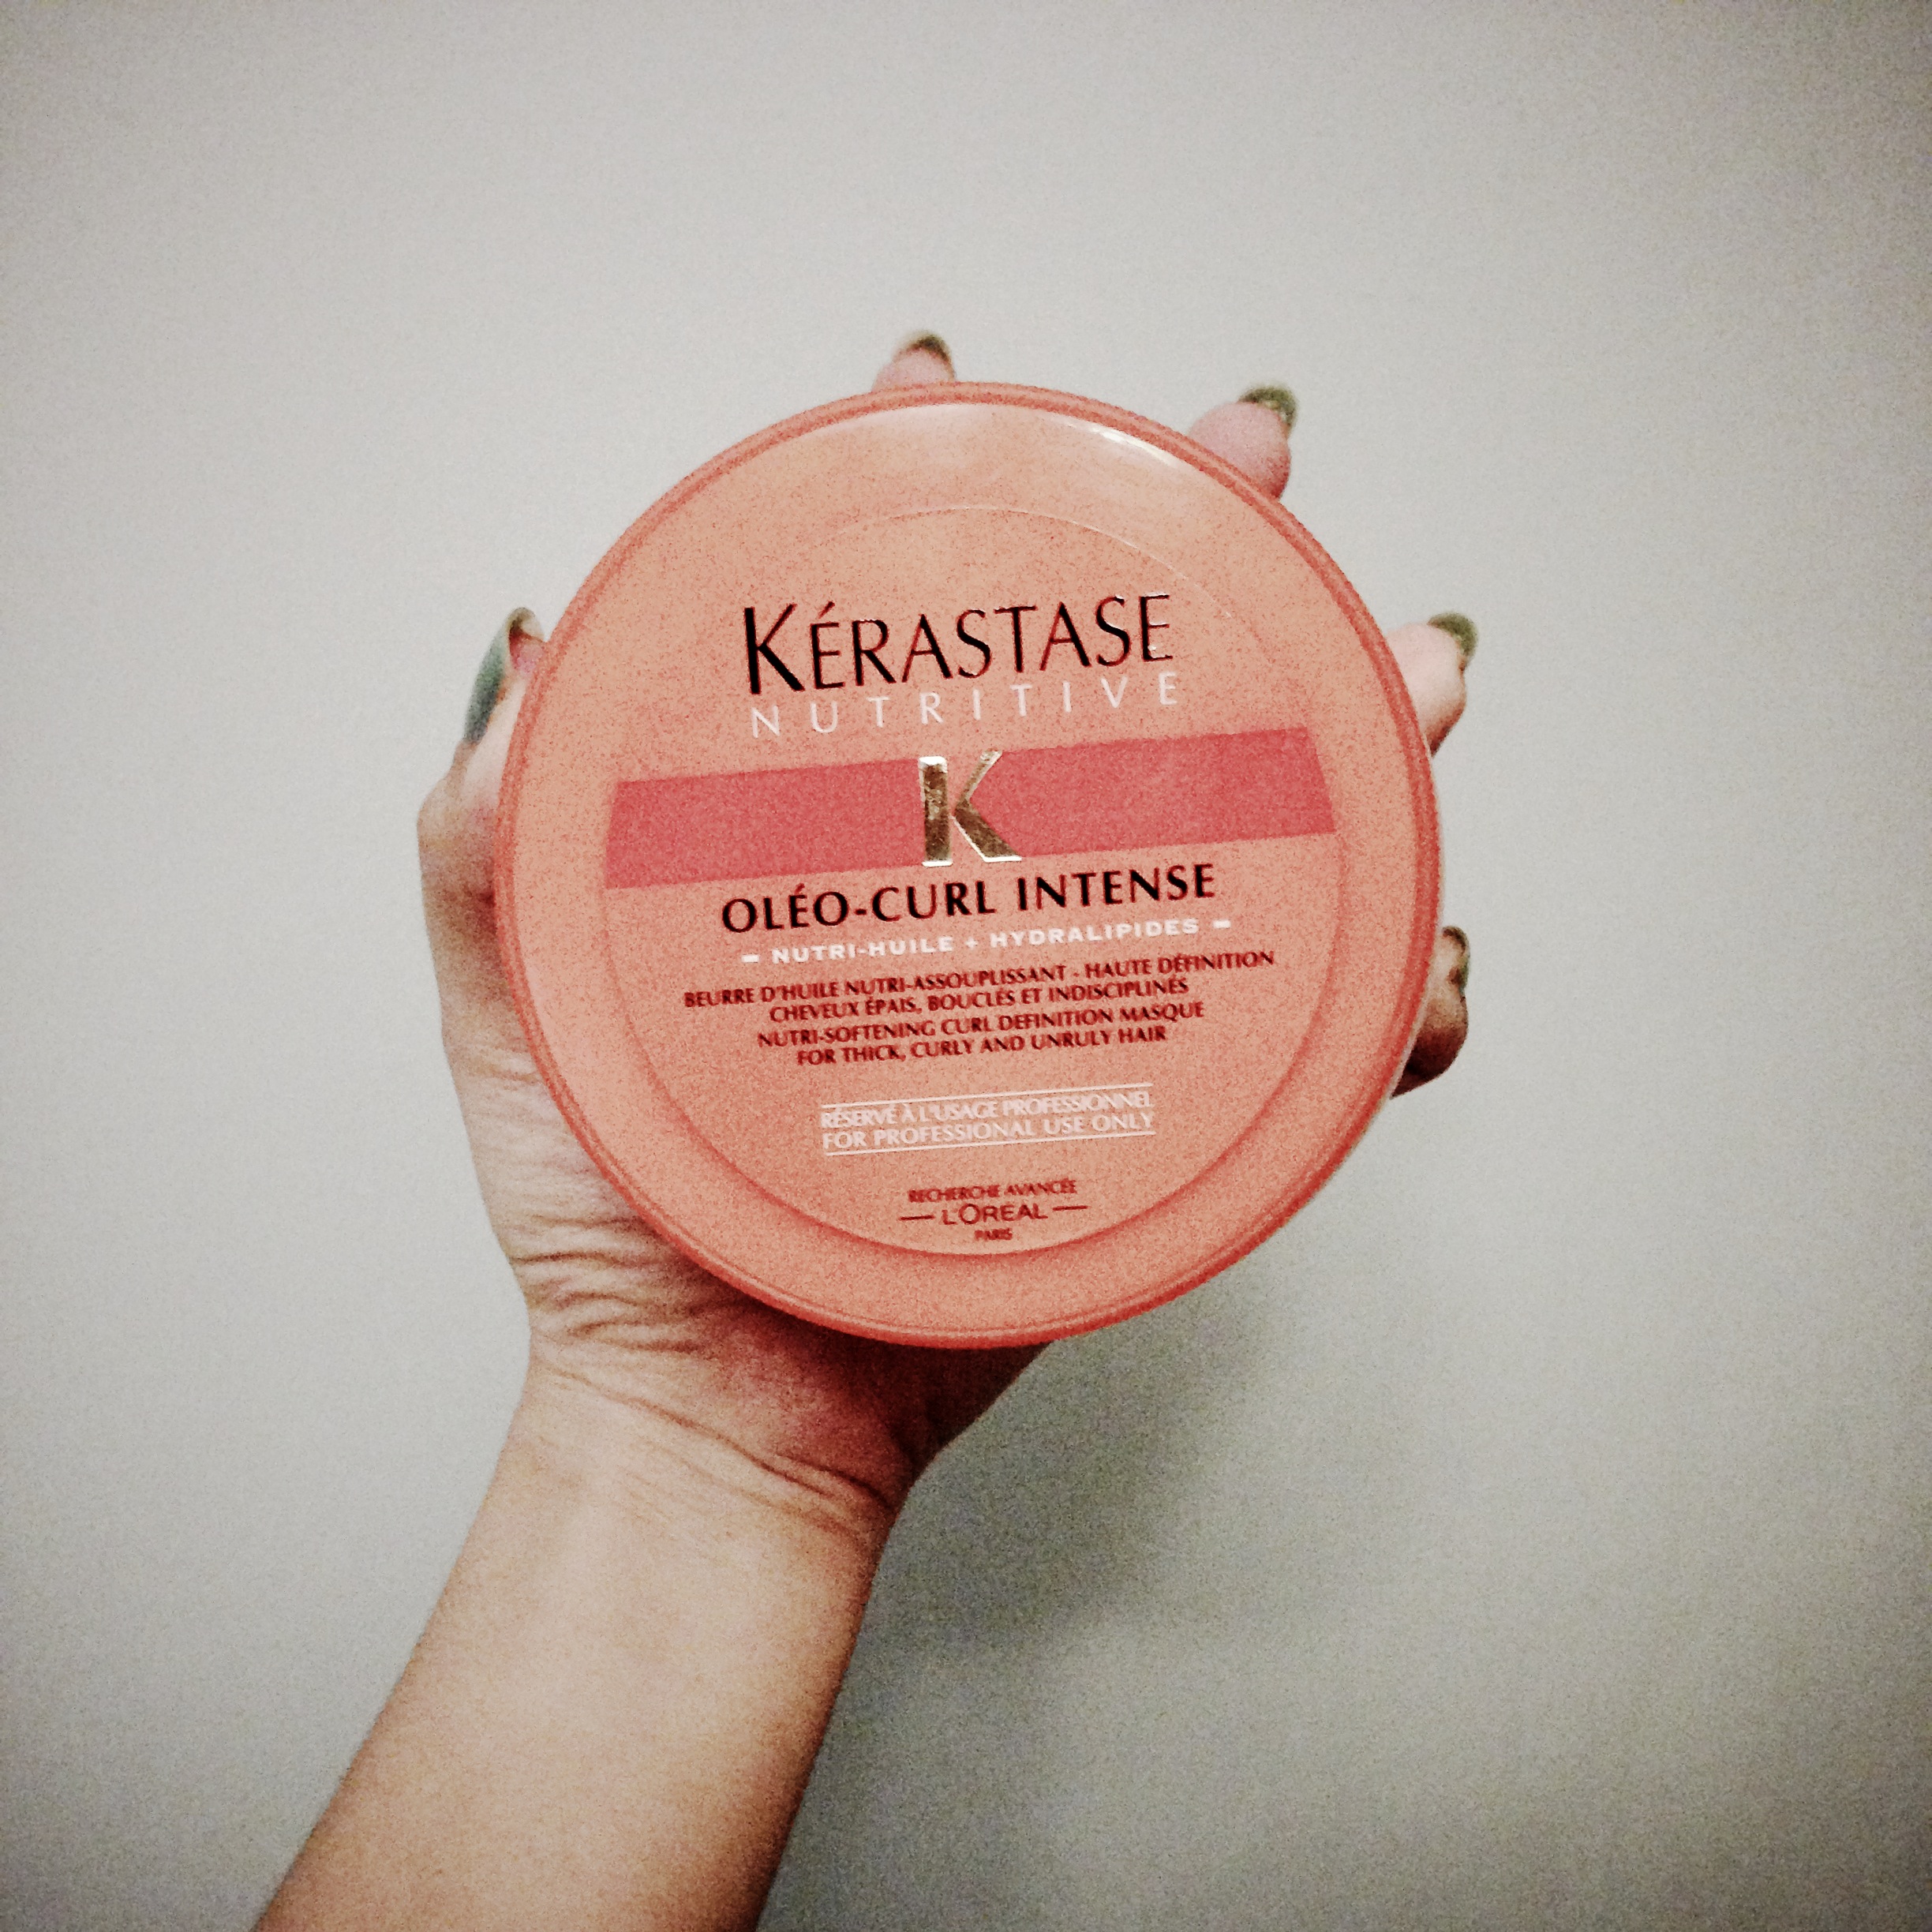 KÉRASTASE
NUTRITIVE
K
OLÉO-CURL INTENSE
- NUTRI-HUILE + HYDRALIPIDES -
BEURRE D'HUILE NUTRI-ASSOUPLISSANT - HAUTE DÉFINITION
CHEVEUX ÉPAIS, BOUCLÉS ET INDISCIPLINÉS
NUTRI-SOFTENING CURL DEFINITION MASQUE
FOR THICK, CURLY AND UNRULY HAIR
RÉSERVÉ À L'USAGE PROFESSIONNEL
FOR PROFESSIONAL USE ONLY
RECHERCHE AVANCÉE
— L'ORÉAL —
PARIS